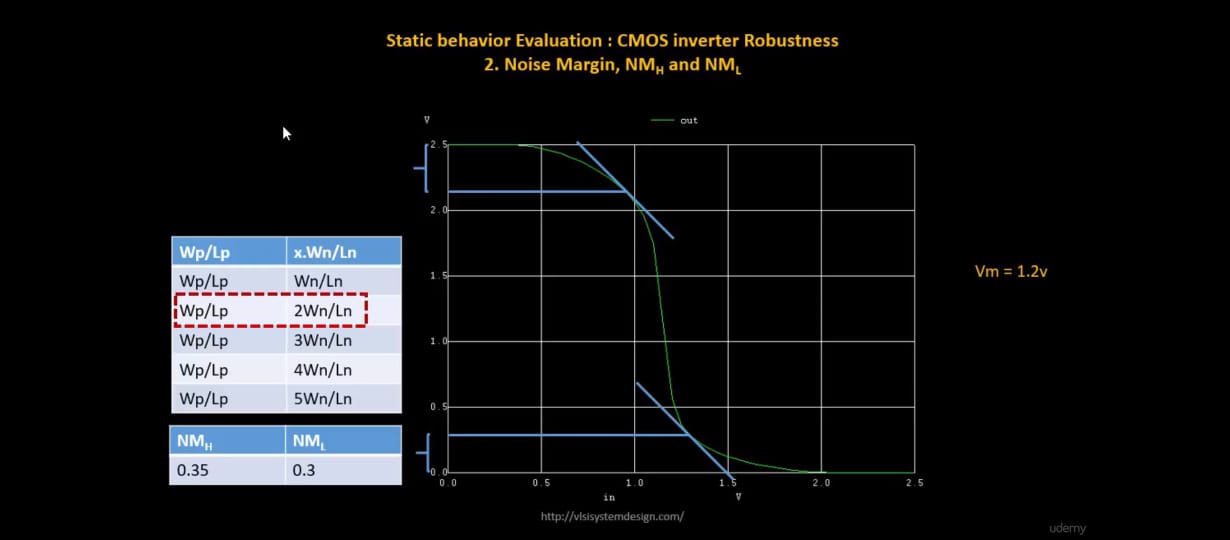 Static behavior Evaluation : CMOS inverter Robustness
2. Noise Margin, NMH and NML
V
out
2.5
2.0
1.5
1.0
0.5
0.0
0.0 0.5 1.0 1.5 2.0 2.5
in V
Vm = 1.2v
Wp/Lp x.Wn/Ln
Wp/Lp Wn/Ln
Wp/Lp 2Wn/Ln
Wp/Lp 3Wn/Ln
Wp/Lp 4Wn/Ln
Wp/Lp 5Wn/Ln
NMH NML
0.35 0.3
http://vlsisystemdesign.com/
udemy